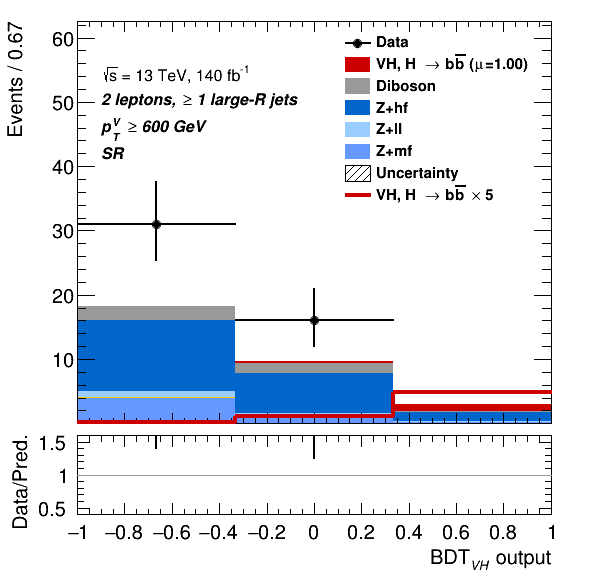 Events / 0.67
60
50
40
30
20
10
√s = 13 TeV, 140 fb⁻¹
2 leptons, ≥ 1 large-R jets
p_T^V ≥ 600 GeV
SR
Data
VH, H → bb̅ (μ=1.00)
Diboson
Z+hf
Z+ll
Z+mf
Uncertainty
VH, H → bb̅ × 5
Data/Pred.
1.5
1
0.5
−1 −0.8 −0.6 −0.4 −0.2 0 0.2 0.4 0.6 0.8 1
BDT_VH output